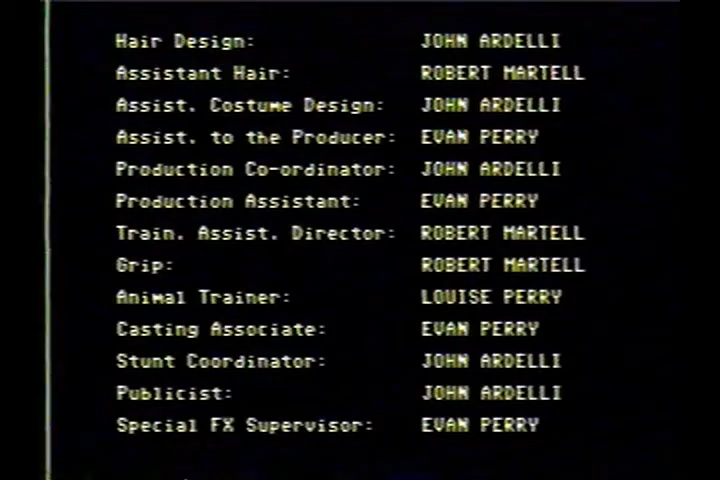 Hair Design: JOHN ARDELLI
Assistant Hair: ROBERT MARTELL
Assist. Costume Design: JOHN ARDELLI
Assist. to the Producer: EVAN PERRY
Production Co-ordinator: JOHN ARDELLI
Production Assistant: EVAN PERRY
Train. Assist. Director: ROBERT MARTELL
Grip: ROBERT MARTELL
Animal Trainer: LOUISE PERRY
Casting Associate: EVAN PERRY
Stunt Coordinator: JOHN ARDELLI
Publicist: JOHN ARDELLI
Special FX Supervisor: EVAN PERRY